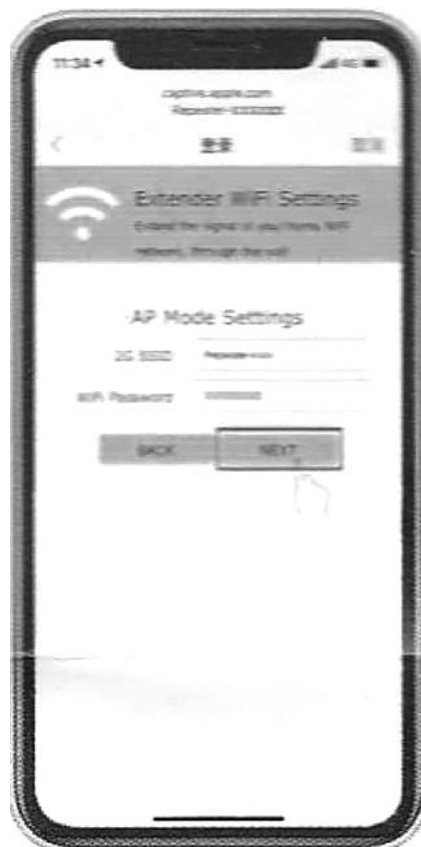 11:34
captive.apple.com
Repeater-
登录
Extender WiFi Settings
Extend the signal of your home WiFi
network, through the wall
AP Mode Settings
2G SSID
WiFi Password
BACK NEXT